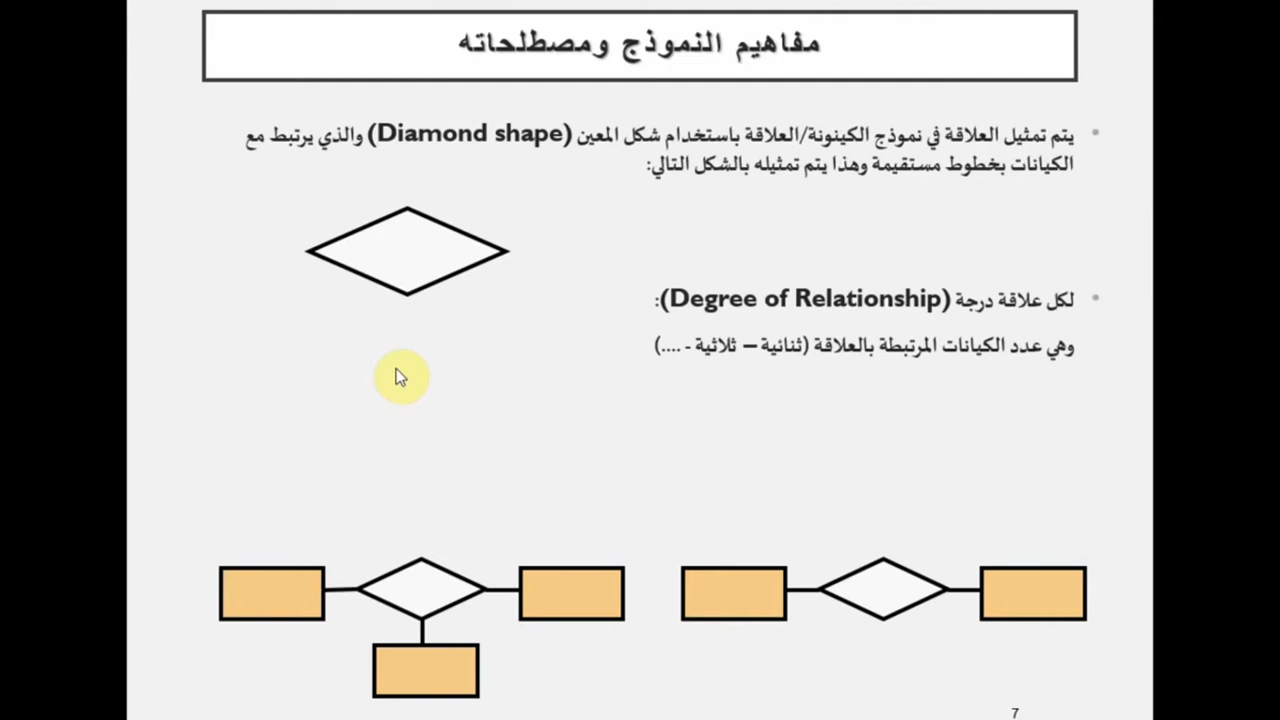 مفاهيم النموذج ومصطلحاته
يتم تمثيل العلاقة في نموذج الكينونة/العلاقة باستخدام شكل المعين (Diamond shape) والذي يرتبط مع
الكيانات بخطوط مستقيمة وهذا يتم تمثيله بالشكل التالي:
لكل علاقة درجة (Degree of Relationship):
وهي عدد الكيانات المرتبطة بالعلاقة (ثنائية – ثلاثية - ....)
7